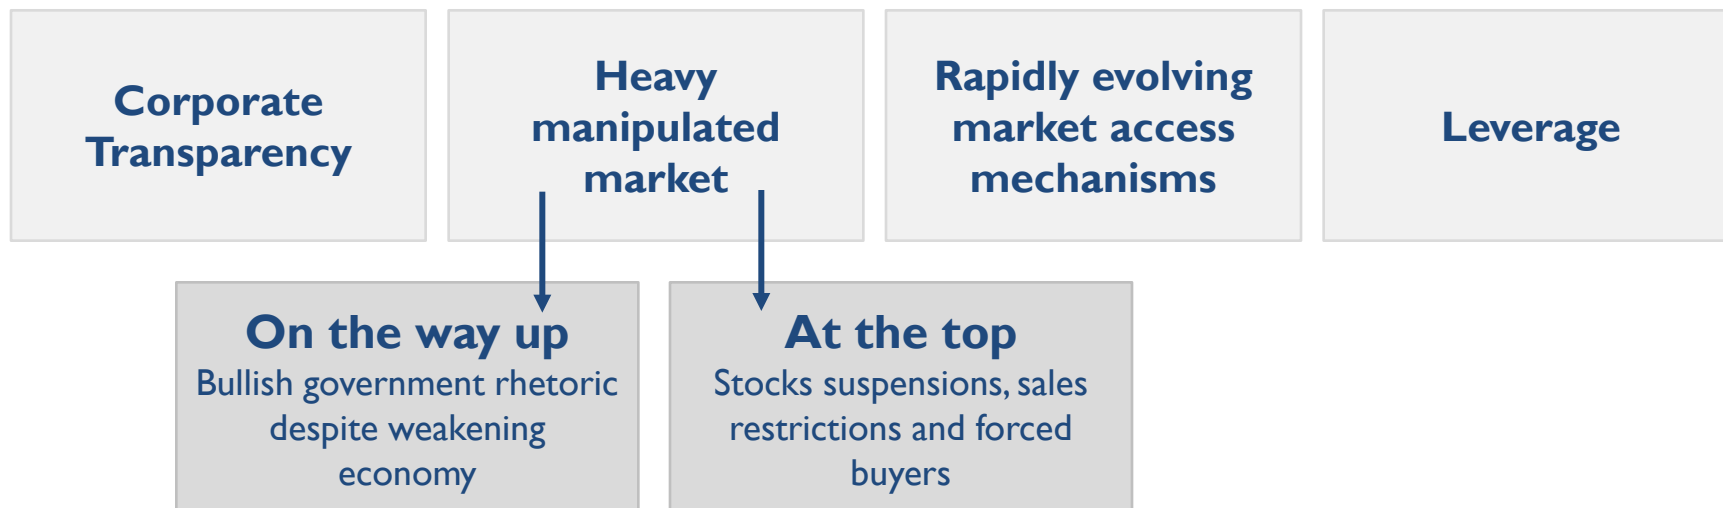 Corporate
Transparency
Heavy
manipulated
market
Rapidly evolving
market access
mechanisms
Leverage
On the way up
Bullish government rhetoric
despite weakening
economy
At the top
Stocks suspensions, sales
restrictions and forced
buyers